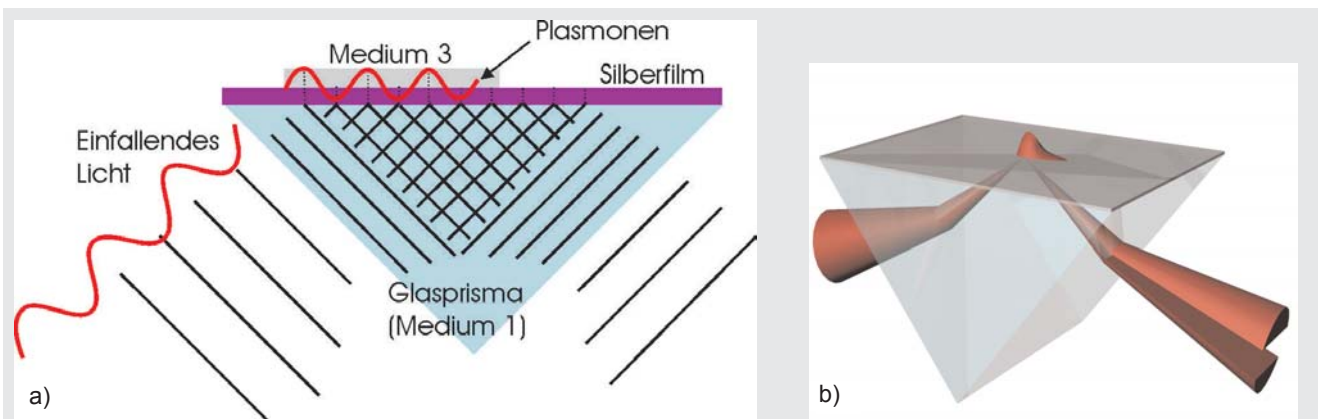 Plasmonen
Medium 3
Silberfilm
Einfallendes
Licht
Glasprisma
(Medium 1)
a)
b)